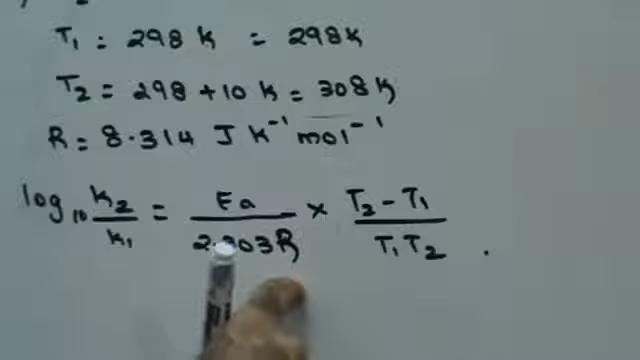 T₁ = 298 K = 298K
T₂ = 298 + 10 K = 308 K
R = 8.314 J K⁻¹ mol⁻¹
log₁₀ K₂/K₁ = Ea/2.303R × T₂ - T₁/T₁T₂ .